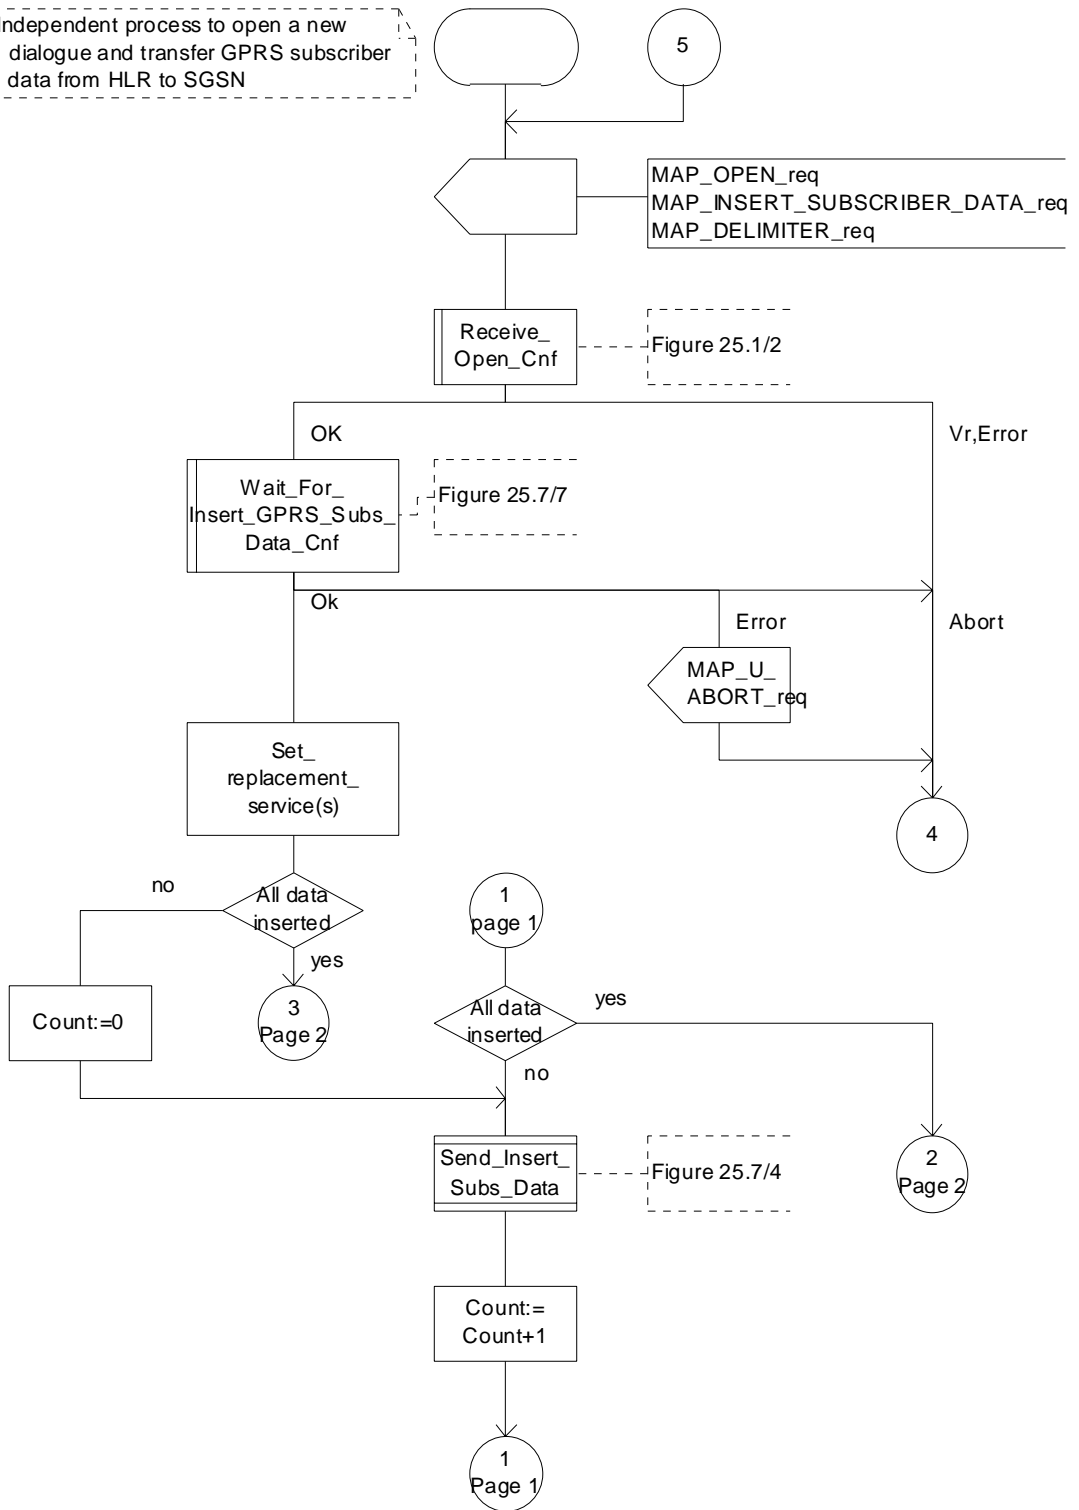 Independent process to open a new
dialogue and transfer GPRS subscriber
data from HLR to SGSN
5
MAP_OPEN_req
MAP_INSERT_SUBSCRIBER_DATA_req
MAP_DELIMITER_req
Receive_
Open_Cnf
Figure 25.1/2
OK
Vr,Error
Wait_For_
Insert_GPRS_Subs_
Data_Cnf
Figure 25.7/7
Ok
Error
Abort
MAP_U_
ABORT_req
Set_
replacement_
service(s)
4
no
All data
inserted
yes
1
page 1
Count:=0
3
Page 2
All data
inserted
yes
no
Send_Insert_
Subs_Data
Figure 25.7/4
2
Page 2
Count:=
Count+1
1
Page 1